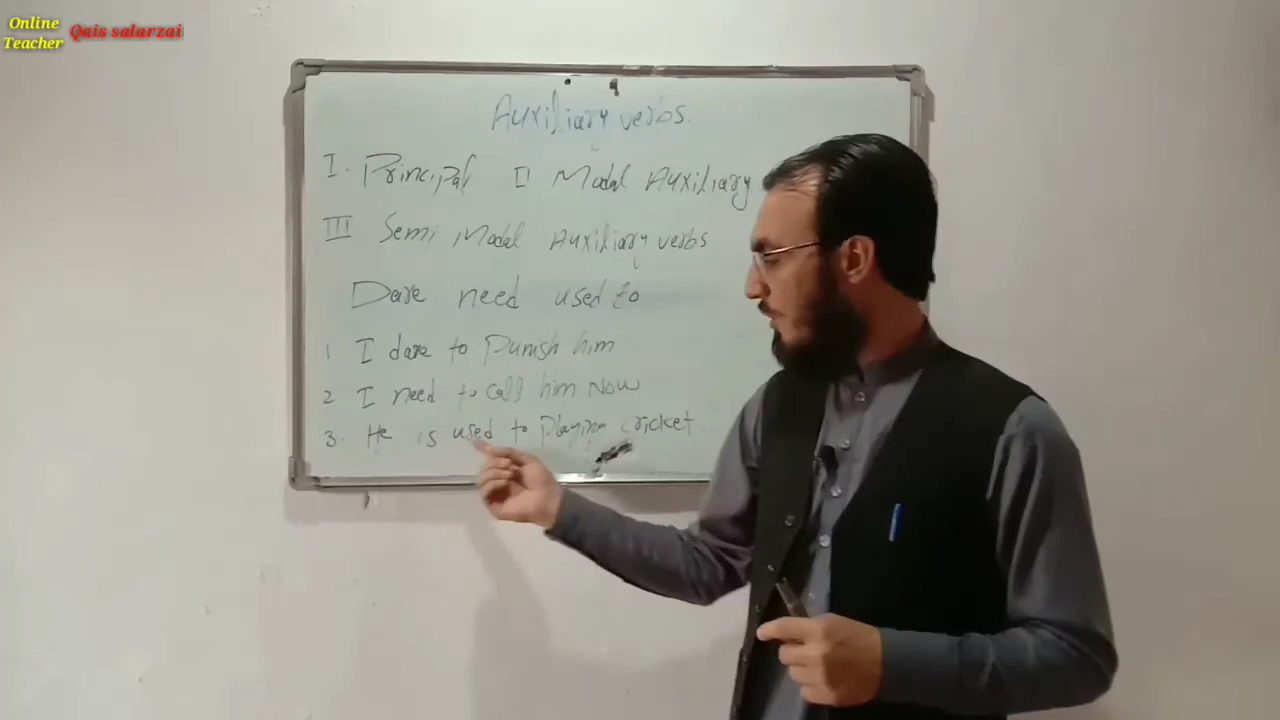 Online
Teacher
Qais salarzai
Auxiliary verbs.
I. Principal II Modal Auxiliary
III Semi Modal Auxiliary verbs
Dare need used to
1 I dare to Punish him
2 I need to call him Now
3. He is used to Playing cricket.